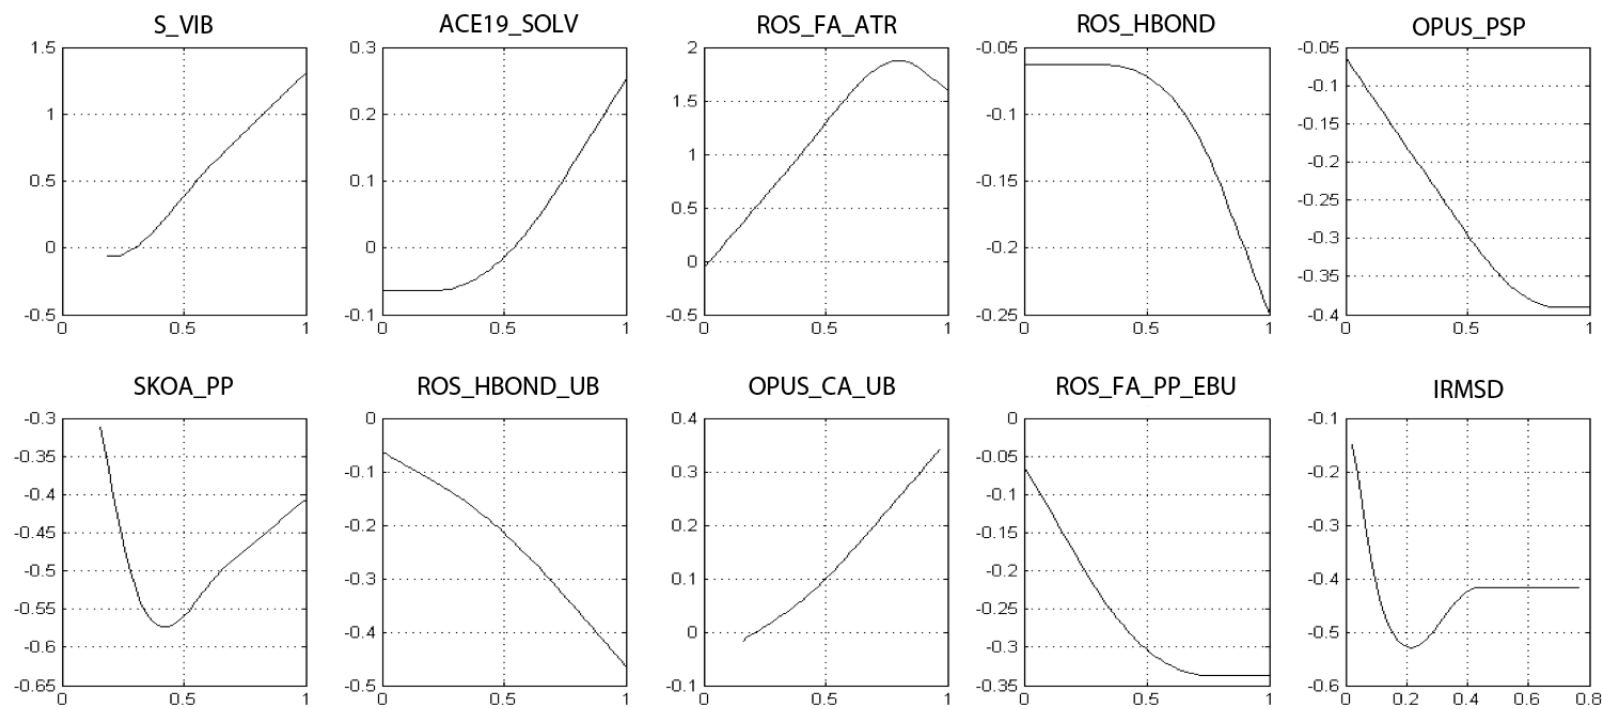 S_VIB ACE19_SOLV ROS_FA_ATR ROS_HBOND OPUS_PSP
1.5 0.3 2 -0.05 -0.05
-0.1
1 0.2 1.5 -0.1 -0.15
1 -0.2
0.5 0.1 -0.15 -0.25
0.5 -0.3
0 0 0 -0.2 -0.35
-0.5 -0.1 -0.5 -0.25 -0.4
0 0.5 1 0 0.5 1 0 0.5 1 0 0.5 1 0 0.5 1
SKOA_PP ROS_HBOND_UB OPUS_CA_UB ROS_FA_PP_EBU IRMSD
-0.3 0 0.4 0 -0.1
-0.35 -0.05
-0.1 0.3 -0.2
-0.4 -0.1
-0.45 -0.2 0.2 -0.15 -0.3
-0.5 -0.3 0.1 -0.2 -0.4
-0.55 -0.25
-0.4 0 -0.5
-0.6 -0.3
-0.65 -0.5 -0.1 -0.35 -0.6
0 0.5 1 0 0.5 1 0 0.5 1 0 0.5 1 0 0.2 0.4 0.6 0.8